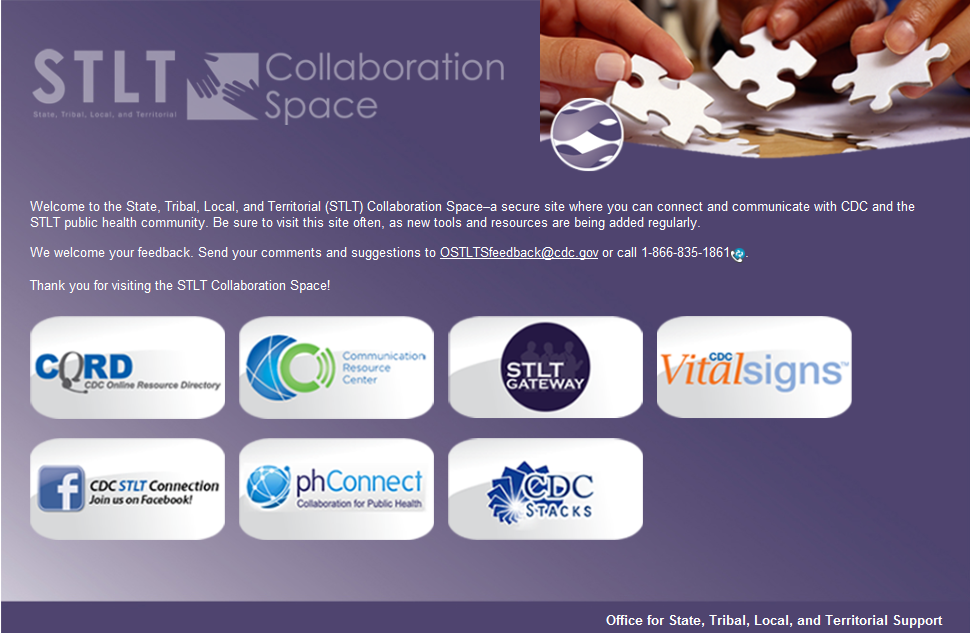 STLT
State, Tribal, Local, and Territorial
Collaboration
Space
Welcome to the State, Tribal, Local, and Territorial (STLT) Collaboration Space–a secure site where you can connect and communicate with CDC and the
STLT public health community. Be sure to visit this site often, as new tools and resources are being added regularly.
We welcome your feedback. Send your comments and suggestions to OSTLTSfeedback@cdc.gov or call 1-866-835-1861.
Thank you for visiting the STLT Collaboration Space!
CORD
CDC Online Resource Directory
Communication
Resource
Center
STLT
GATEWAY
CDC
Vitalsigns™
f
CDC STLT Connection
Join us on Facebook!
phConnect
Collaboration for Public Health
CDC
STACKS
Office for State, Tribal, Local, and Territorial Support